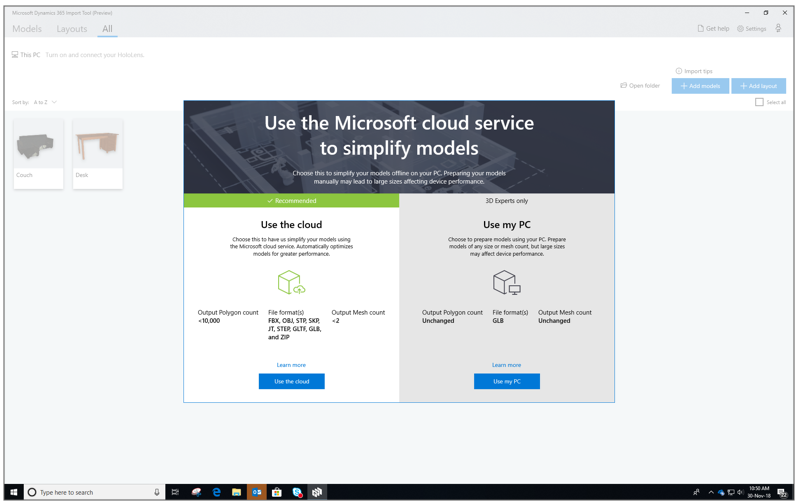 Microsoft Dynamics 365 Import Tool (Preview)
Models Layouts All
Get help Settings
This PC Turn on and connect your HoloLens.
Import tips
Open folder
Add models
Add layout
Sort by: A to Z
Select all
Couch
Desk
Use the Microsoft cloud service
to simplify models
Choose this to simplify your models offline on your PC. Preparing your models
manually may lead to large sizes affecting device performance.
Recommended
Use the cloud
Choose this to have us simplify your models using
the Microsoft cloud service. Automatically optimizes
models for greater performance.
Output Polygon count
<10,000
File format(s)
FBX, OBJ, STP, SKP,
JT, STEP, GLTF, GLB,
and ZIP
Output Mesh count
<2
Learn more
Use the cloud
3D Experts only
Use my PC
Choose to prepare models using your PC. Prepare
models of any size or mesh count, but large sizes
may affect device performance.
Output Polygon count
Unchanged
File format(s)
GLB
Output Mesh count
Unchanged
Learn more
Use my PC
Type here to search
10:50 AM
30-Nov-18